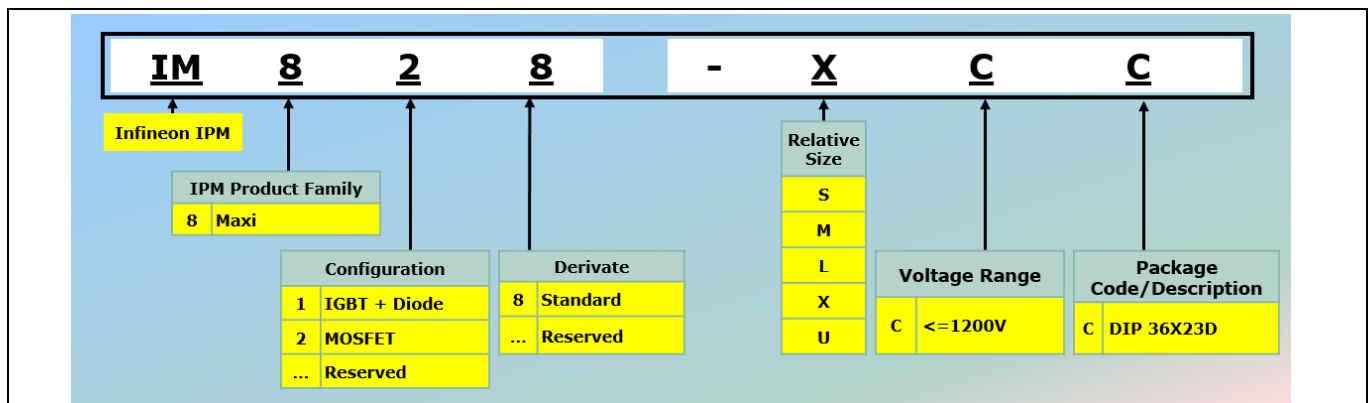 IM 8 2 8 - X C C
Infineon IPM
IPM Product Family
8 Maxi
Configuration
1 IGBT + Diode
2 MOSFET
... Reserved
Derivate
8 Standard
... Reserved
Relative
Size
S
M
L
X
U
Voltage Range
C <=1200V
Package
Code/Description
C DIP 36X23D